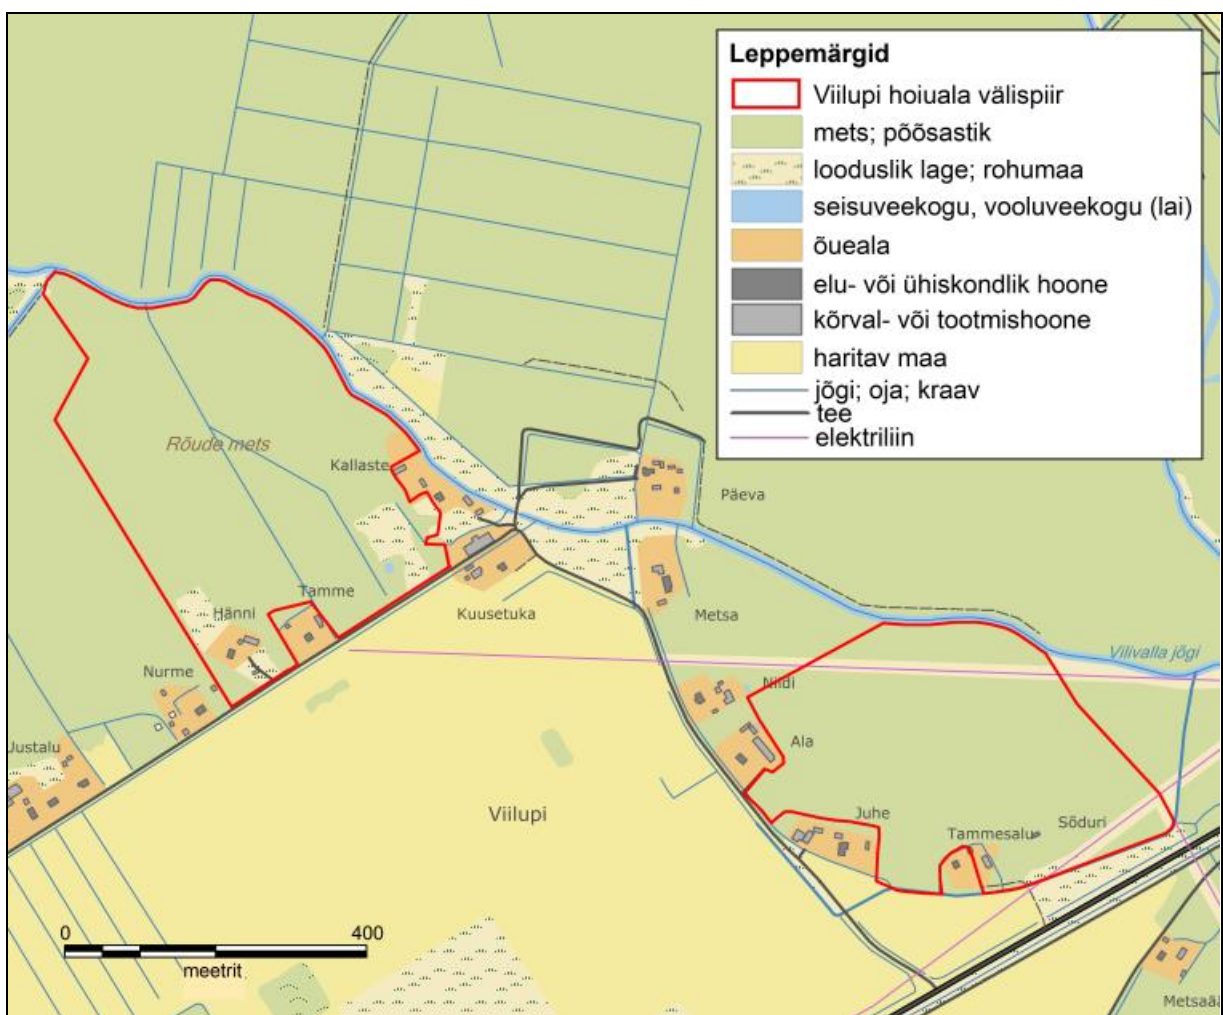 Leppemärgid
Viilupi hoiuala välispiir
mets; põõsastik
looduslik lage; rohumaa
seisuveekogu, vooluveekogu (lai)
õueala
elu- või ühiskondlik hoone
kõrval- või tootmishoone
haritav maa
jõgi; oja; kraav
tee
elektriliin
Rõude mets
Kallaste
Päeva
Tamme
Hänni
Kuusetuka
Metsa
Vilivalla jõgi
Nurme
Niidi
Ala
Justalu
Viilupi
Juhe
Tammesalu
Sõduri
0 400
meetrit